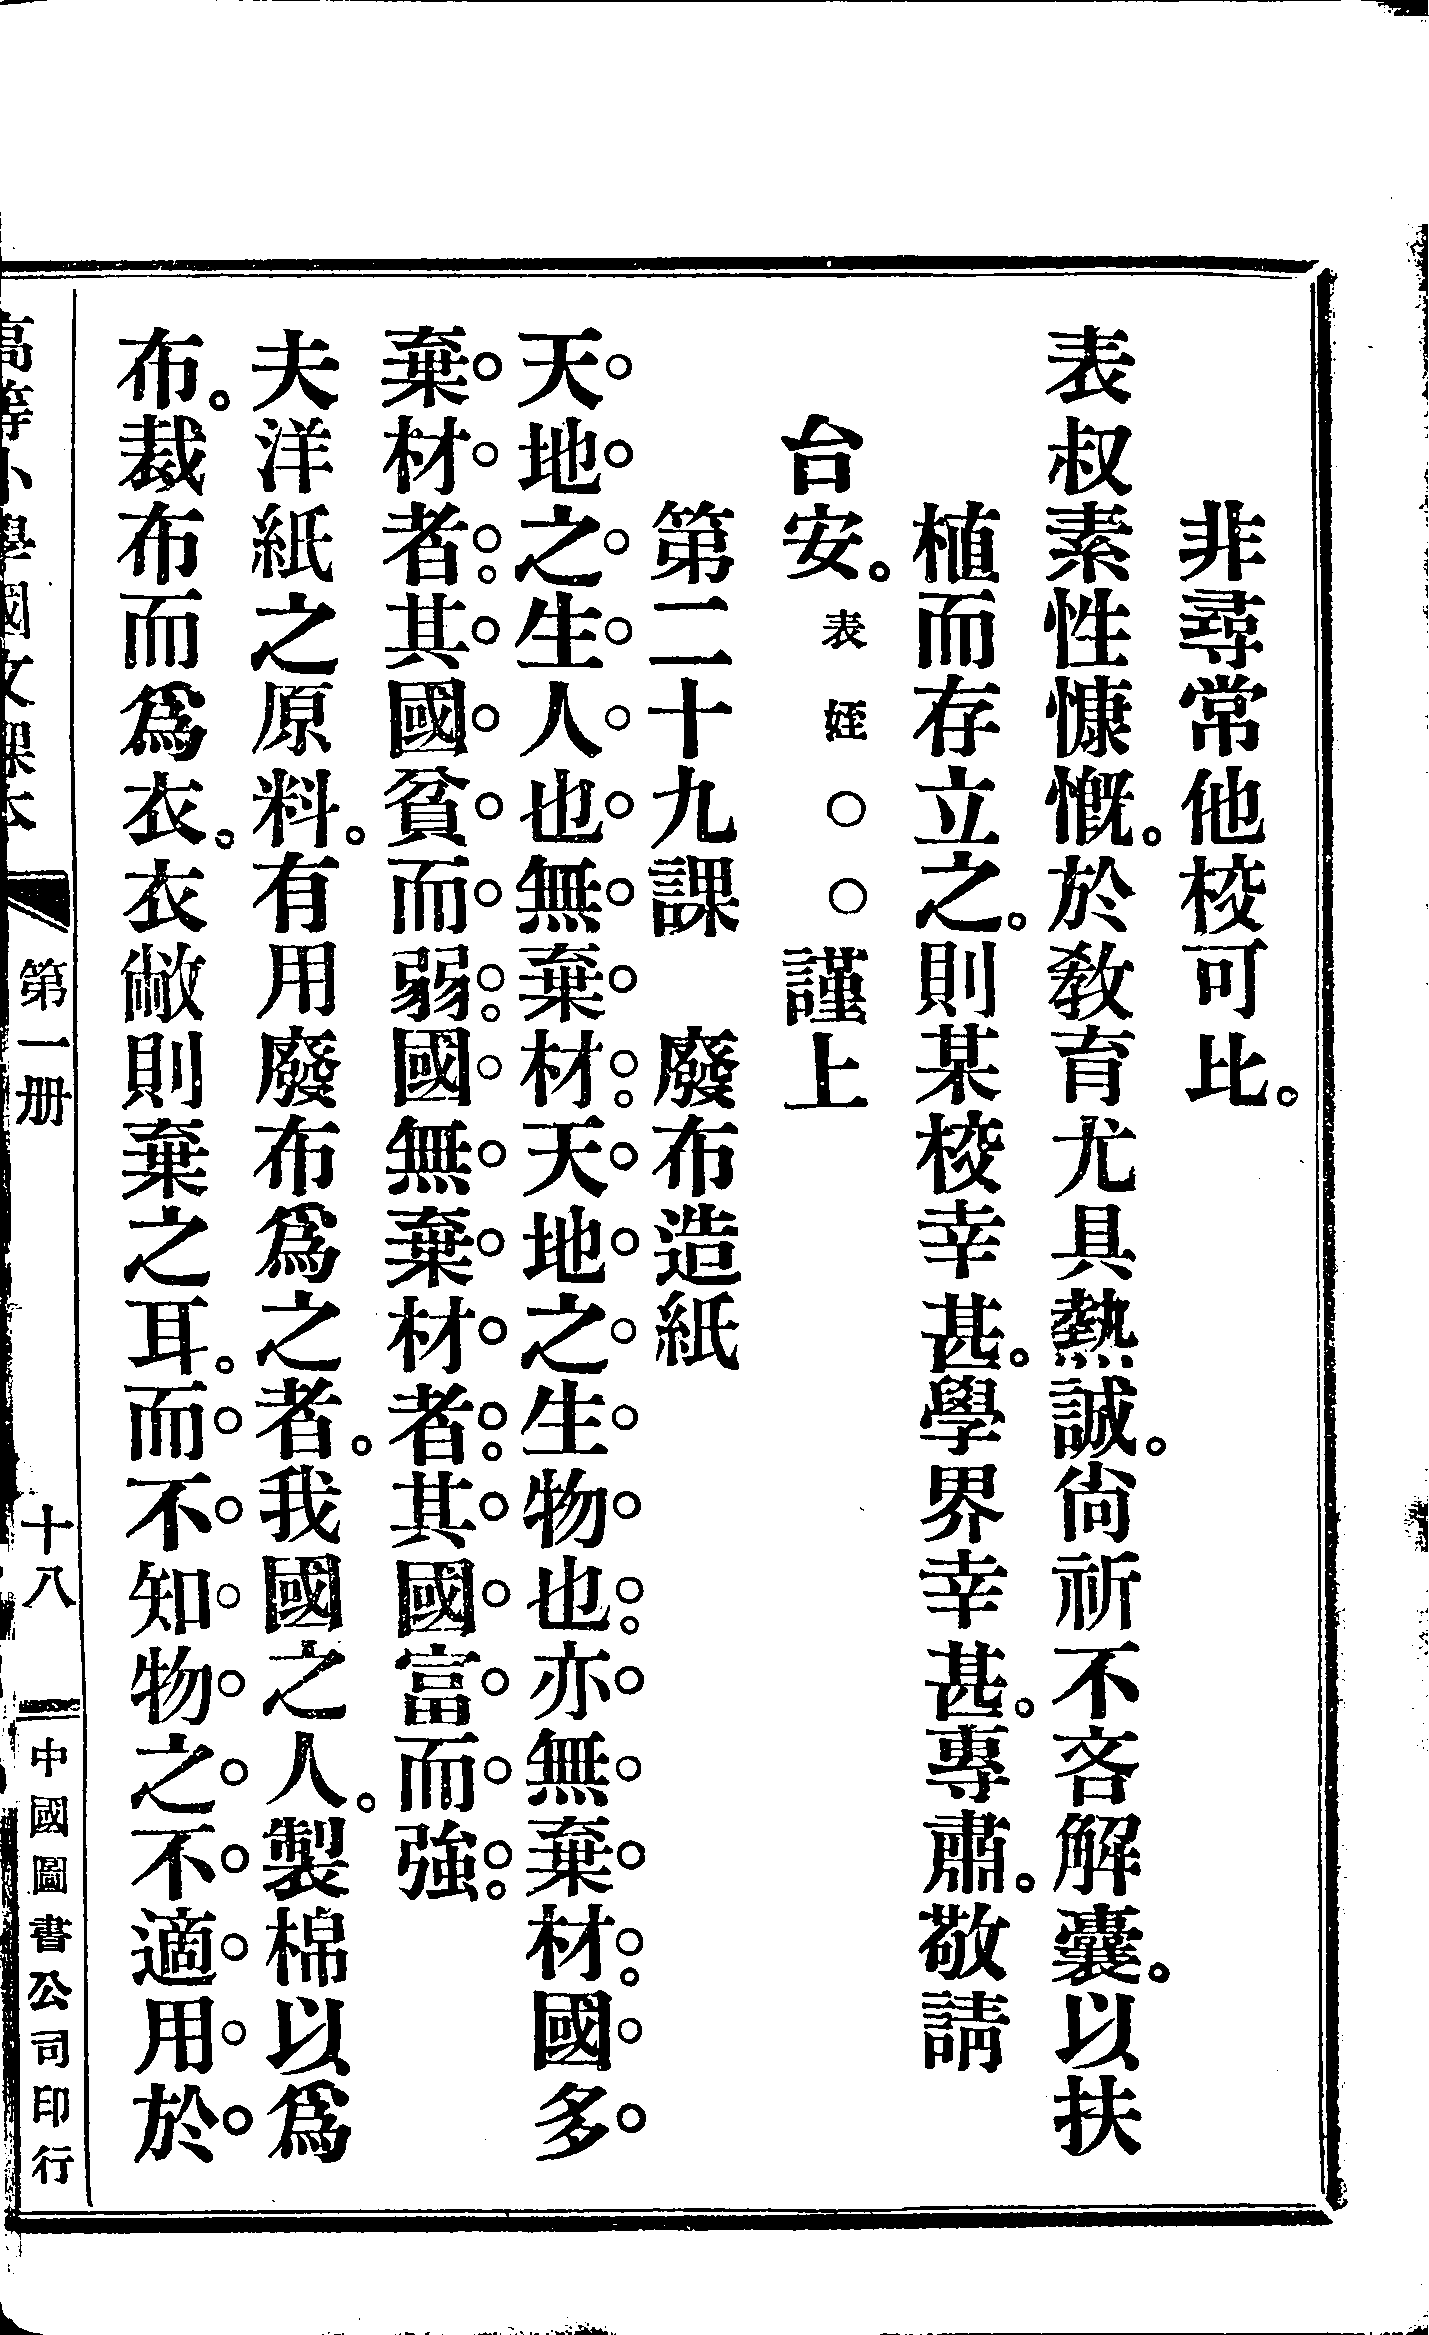 非尋常他校可比。
表叔素性慷慨。於教育尤具熱誠。尙祈不吝解囊。以扶
植而存立之。則某校幸甚。學界幸甚。專肅。敬請
台安。表姪○○謹上
第二十九課　廢布造紙
天地之生人也無棄材。天地之生物也。亦無棄材。國多
棄材者。其國貧而弱。國無棄材者。其國富而強。
夫洋紙之原料。有用廢布爲之者。我國之人。製棉以爲
布。裁布而爲衣。衣敝則棄之耳。而不知物之不適用於
高等小學國文課本　第一册　十八　中國圖書公司印行